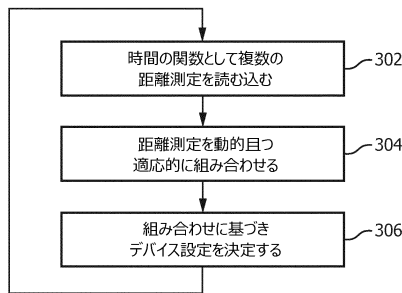 時間の関数として複数の
距離測定を読む込む
302
距離測定を動的且つ
適応的に組み合わせる
304
組み合わせに基づき
デバイス設定を決定する
306